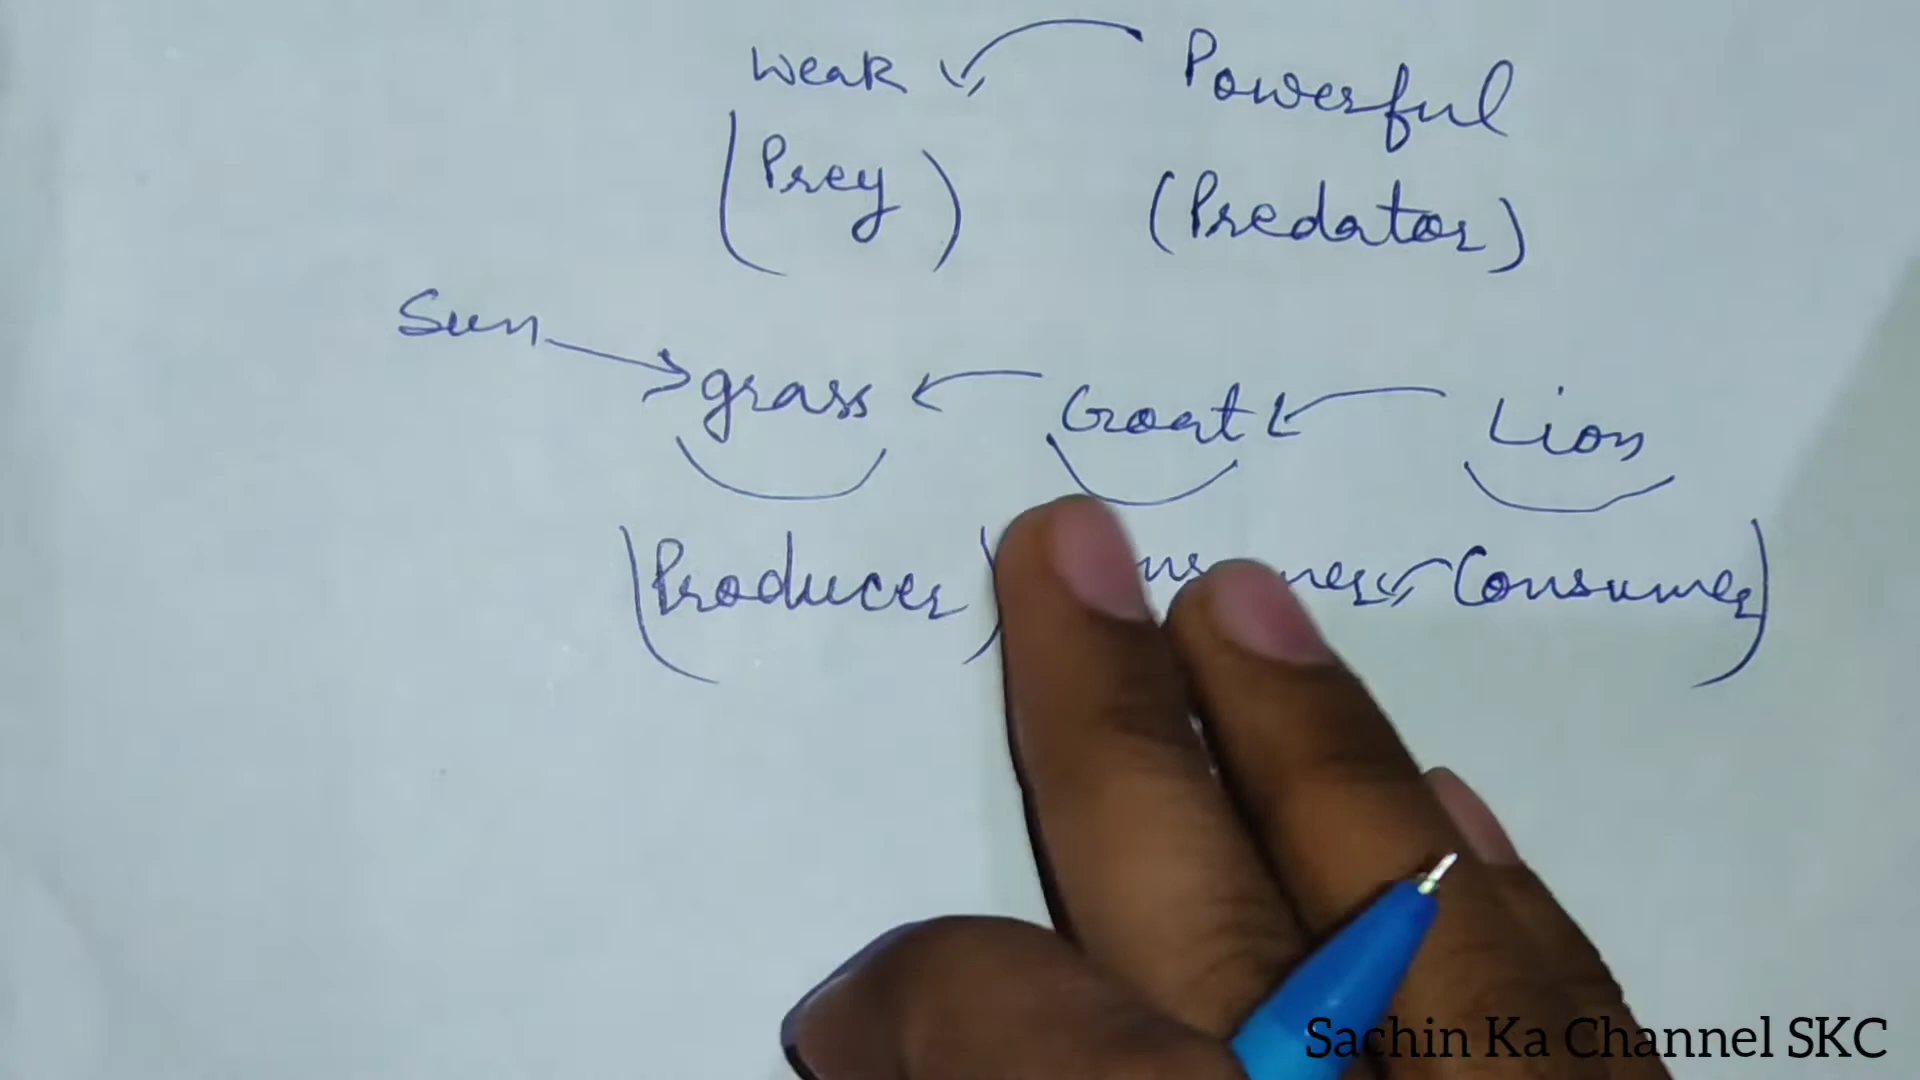 Weak Powerful
(Prey) (Predator)
Sun
grass Goat Lion
(Producer) Consumer)
Sachin Ka Channel SKC